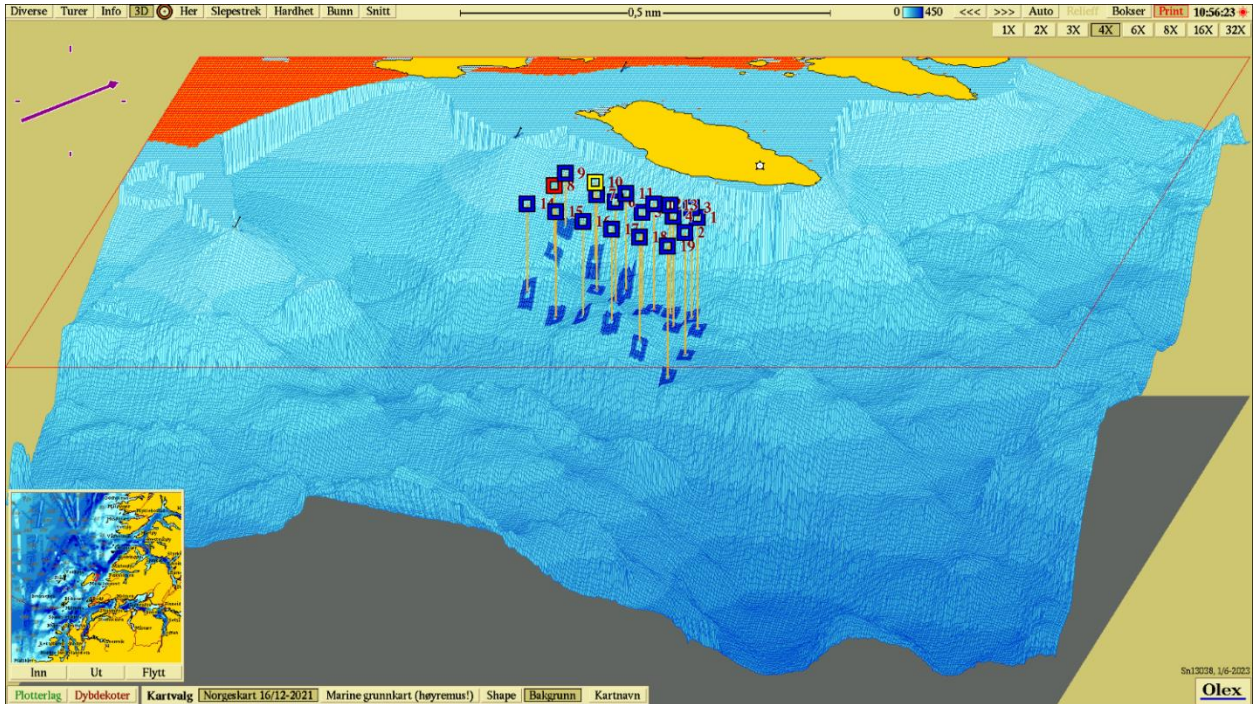 Diverse Turer Info 3D Her Slepestrek Hardhet Bunn Snitt 0,5 nm 0 450 <<< >>> Auto Relieff Bokser Print 10:56:23
1X 2X 3X 4X 6X 8X 16X 32X
9
8
10
7
11
14
15
16
17
18
19
13
3
1
2
Inn Ut Flytt
Sn13038, 1/6-2023
Plotterlag Dybdekoter Kartvalg Norgeskart 16/12-2021 Marine grunnkart (høyremus!) Shape Bakgrunn Kartnavn
Olex